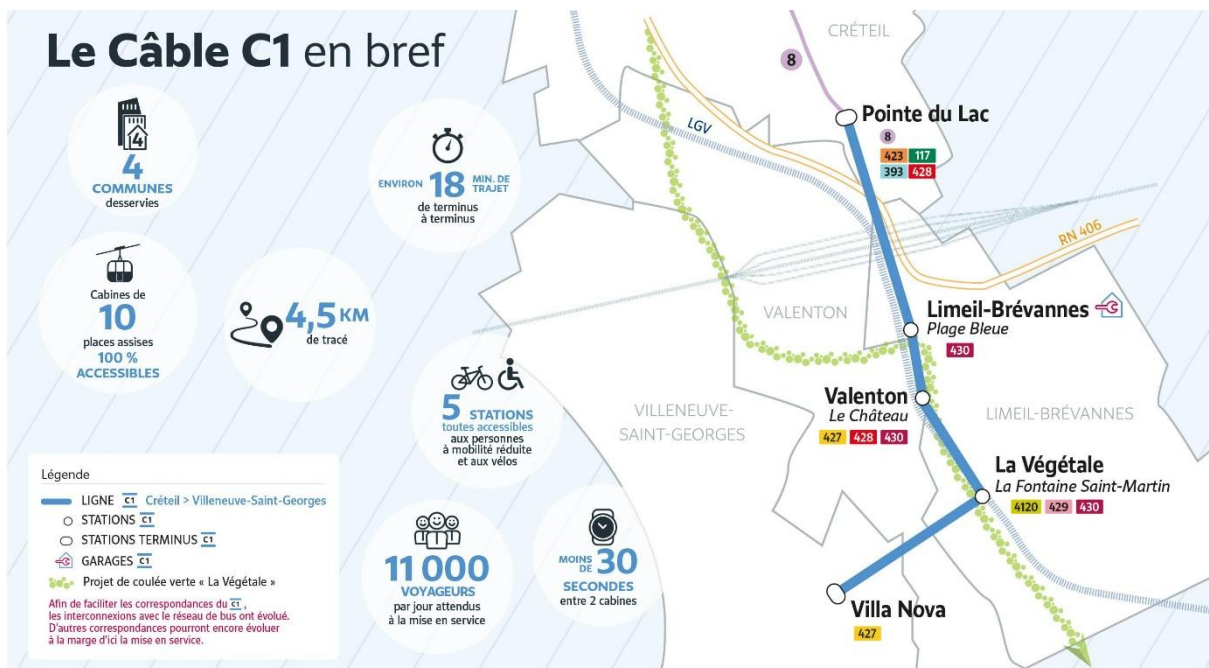 Le Câble C1 en bref
4
4
COMMUNES
desservies
ENVIRON 18 MIN. DE TRAJET
de terminus
à terminus
Cabines de
10
places assises
100 %
ACCESSIBLES
4,5 KM
de tracé
5 STATIONS
toutes accessibles
aux personnes
à mobilité réduite
et aux vélos
11 000
VOYAGEURS
par jour attendus
à la mise en service
MOINS DE 30
SECONDES
entre 2 cabines
Légende
LIGNE C1 Créteil > Villeneuve-Saint-Georges
STATIONS C1
STATIONS TERMINUS C1
GARAGES C1
Projet de coulée verte « La Végétale »
Afin de faciliter les correspondances du C1,
les interconnexions avec le réseau de bus ont évolué.
D'autres correspondances pourront encore évoluer
à la marge d'ici la mise en service.
CRÉTEIL
8
LGV
Pointe du Lac
8
423 117
393 428
RN 406
VALENTON
Limeil-Brévannes
Plage Bleue
430
VILLENEUVE-
SAINT-GEORGES
Valenton
Le Château
427 428 430
LIMEIL-BRÉVANNES
La Végétale
La Fontaine Saint-Martin
4120 429 430
Villa Nova
427